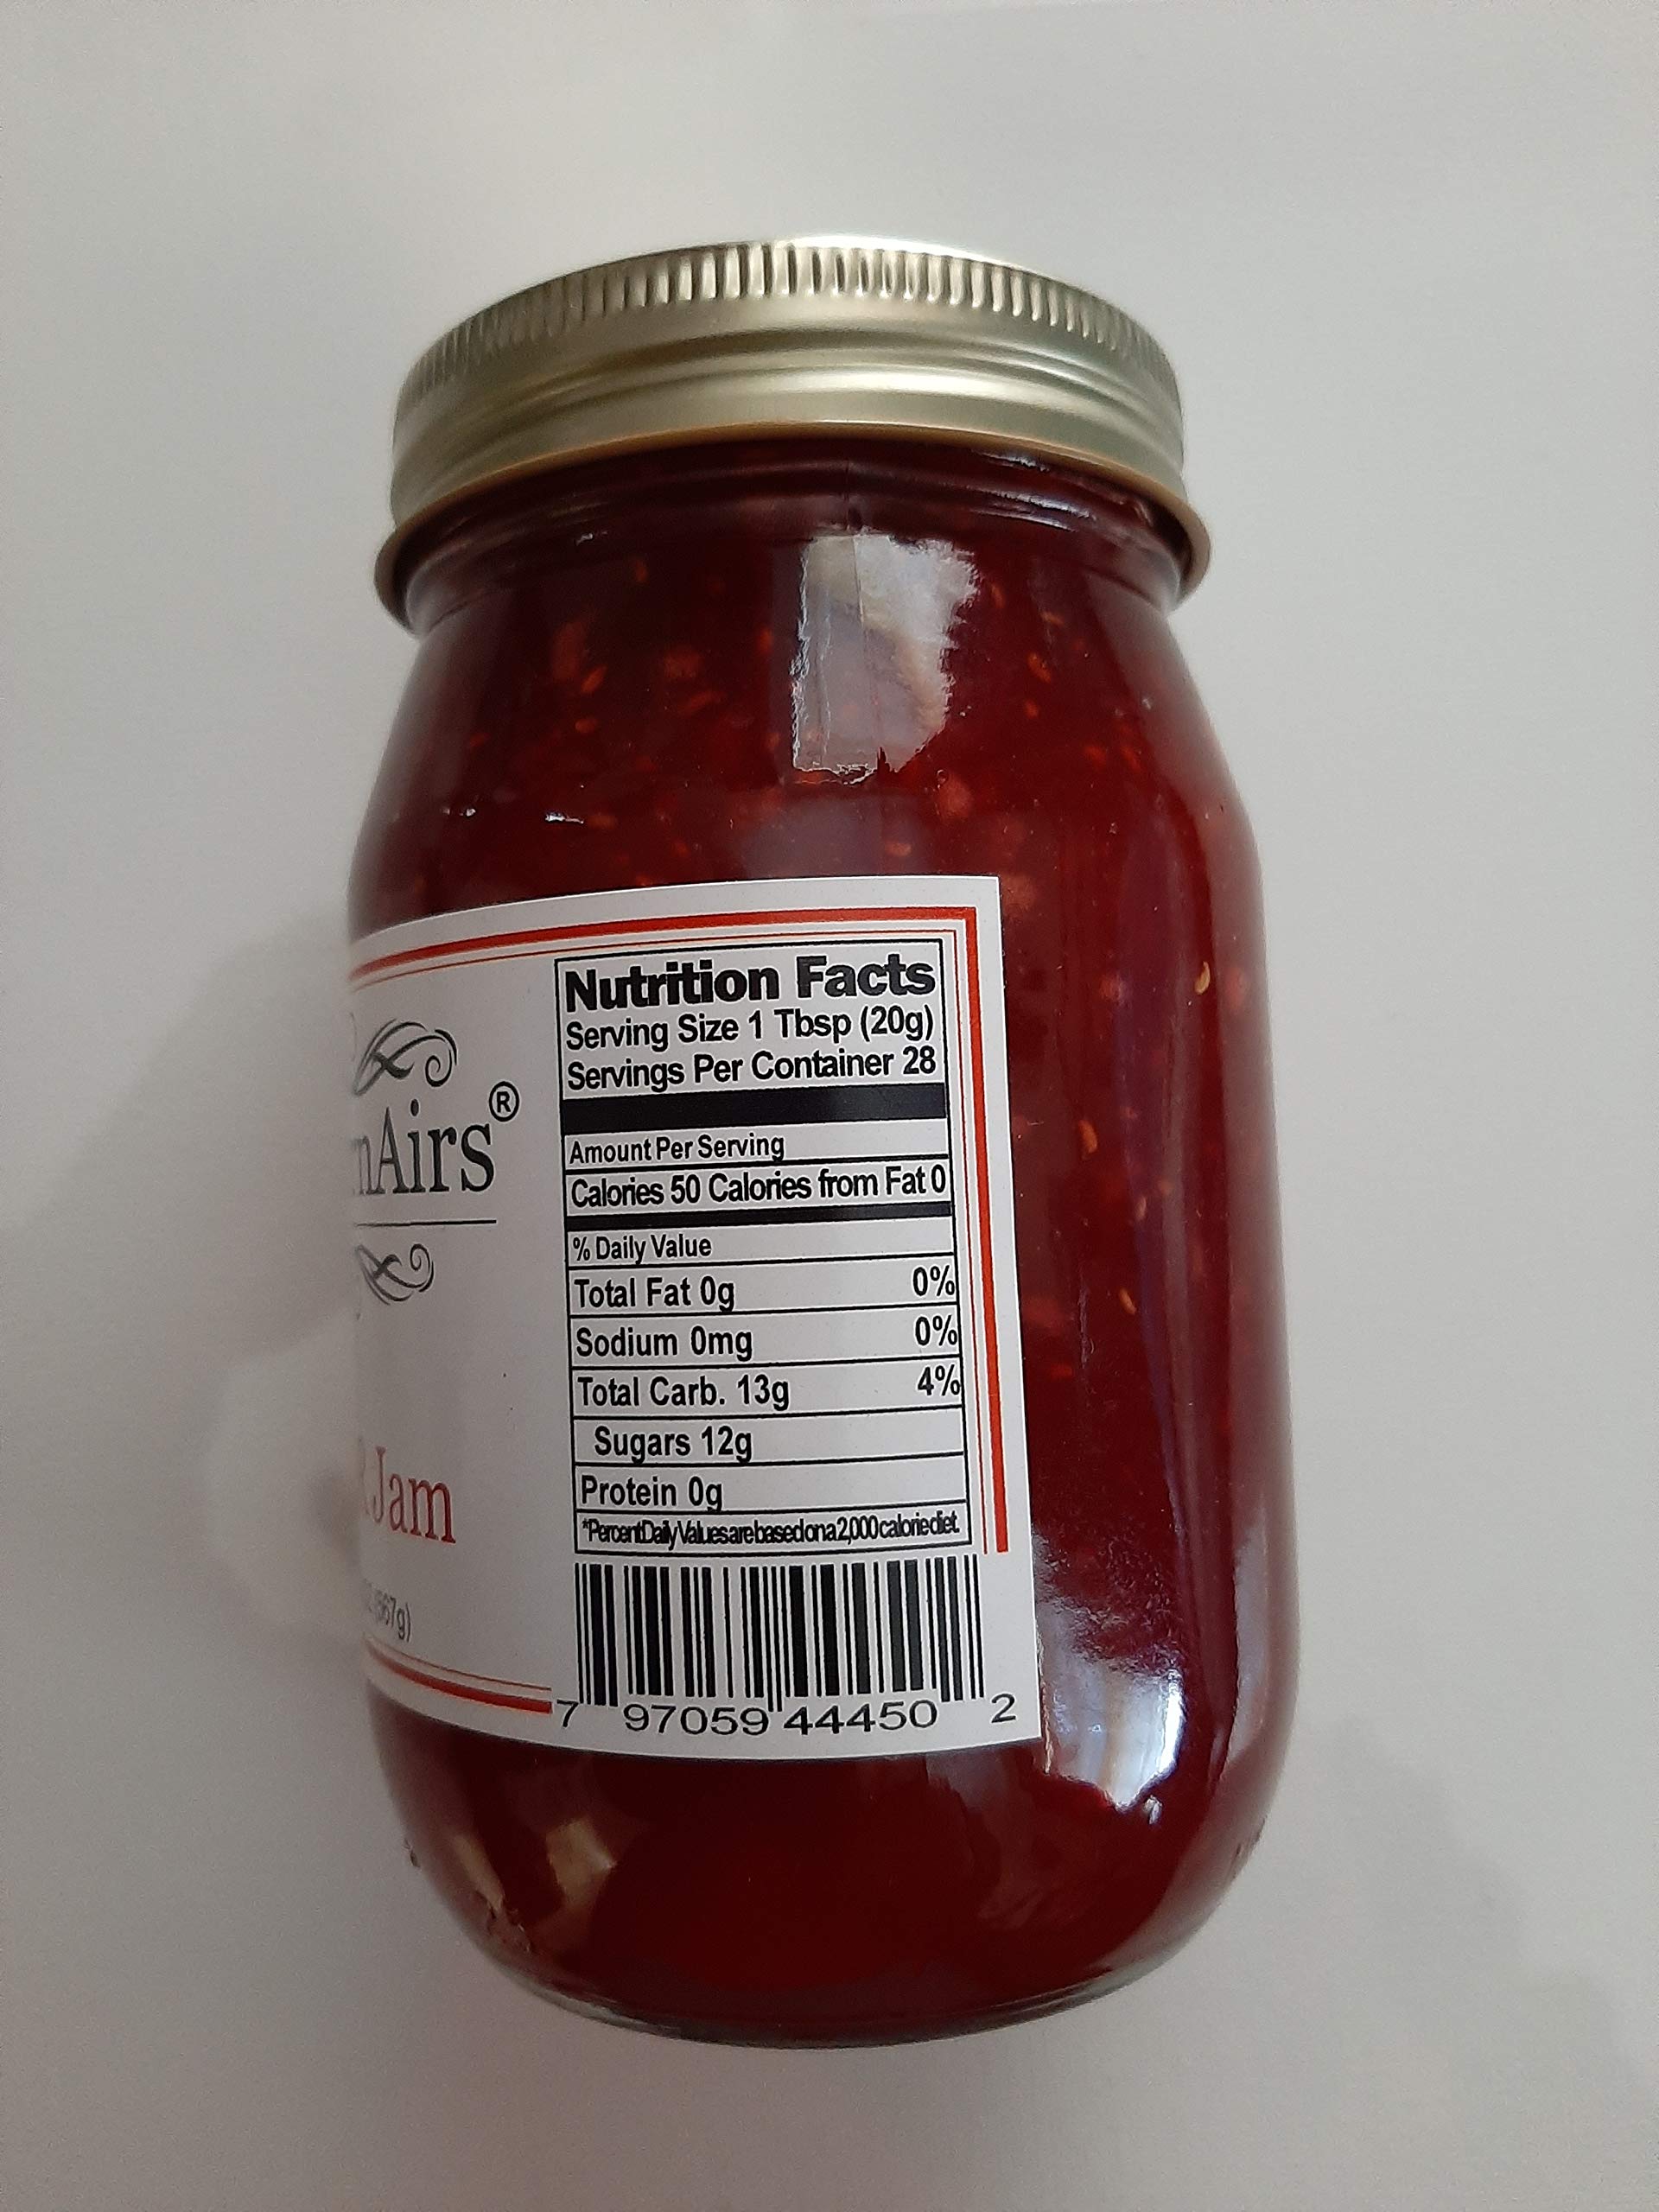 nAirs®
Jam
67g)
Nutrition Facts
Serving Size 1 Tbsp (20g)
Servings Per Container 28
Amount Per Serving
Calories 50 Calories from Fat 0
% Daily Value
Total Fat 0g 0%
Sodium 0mg 0%
Total Carb. 13g 4%
Sugars 12g
Protein 0g
*Percent Daily Values are based on a 2,000 calorie diet.
7 97059 44450 2